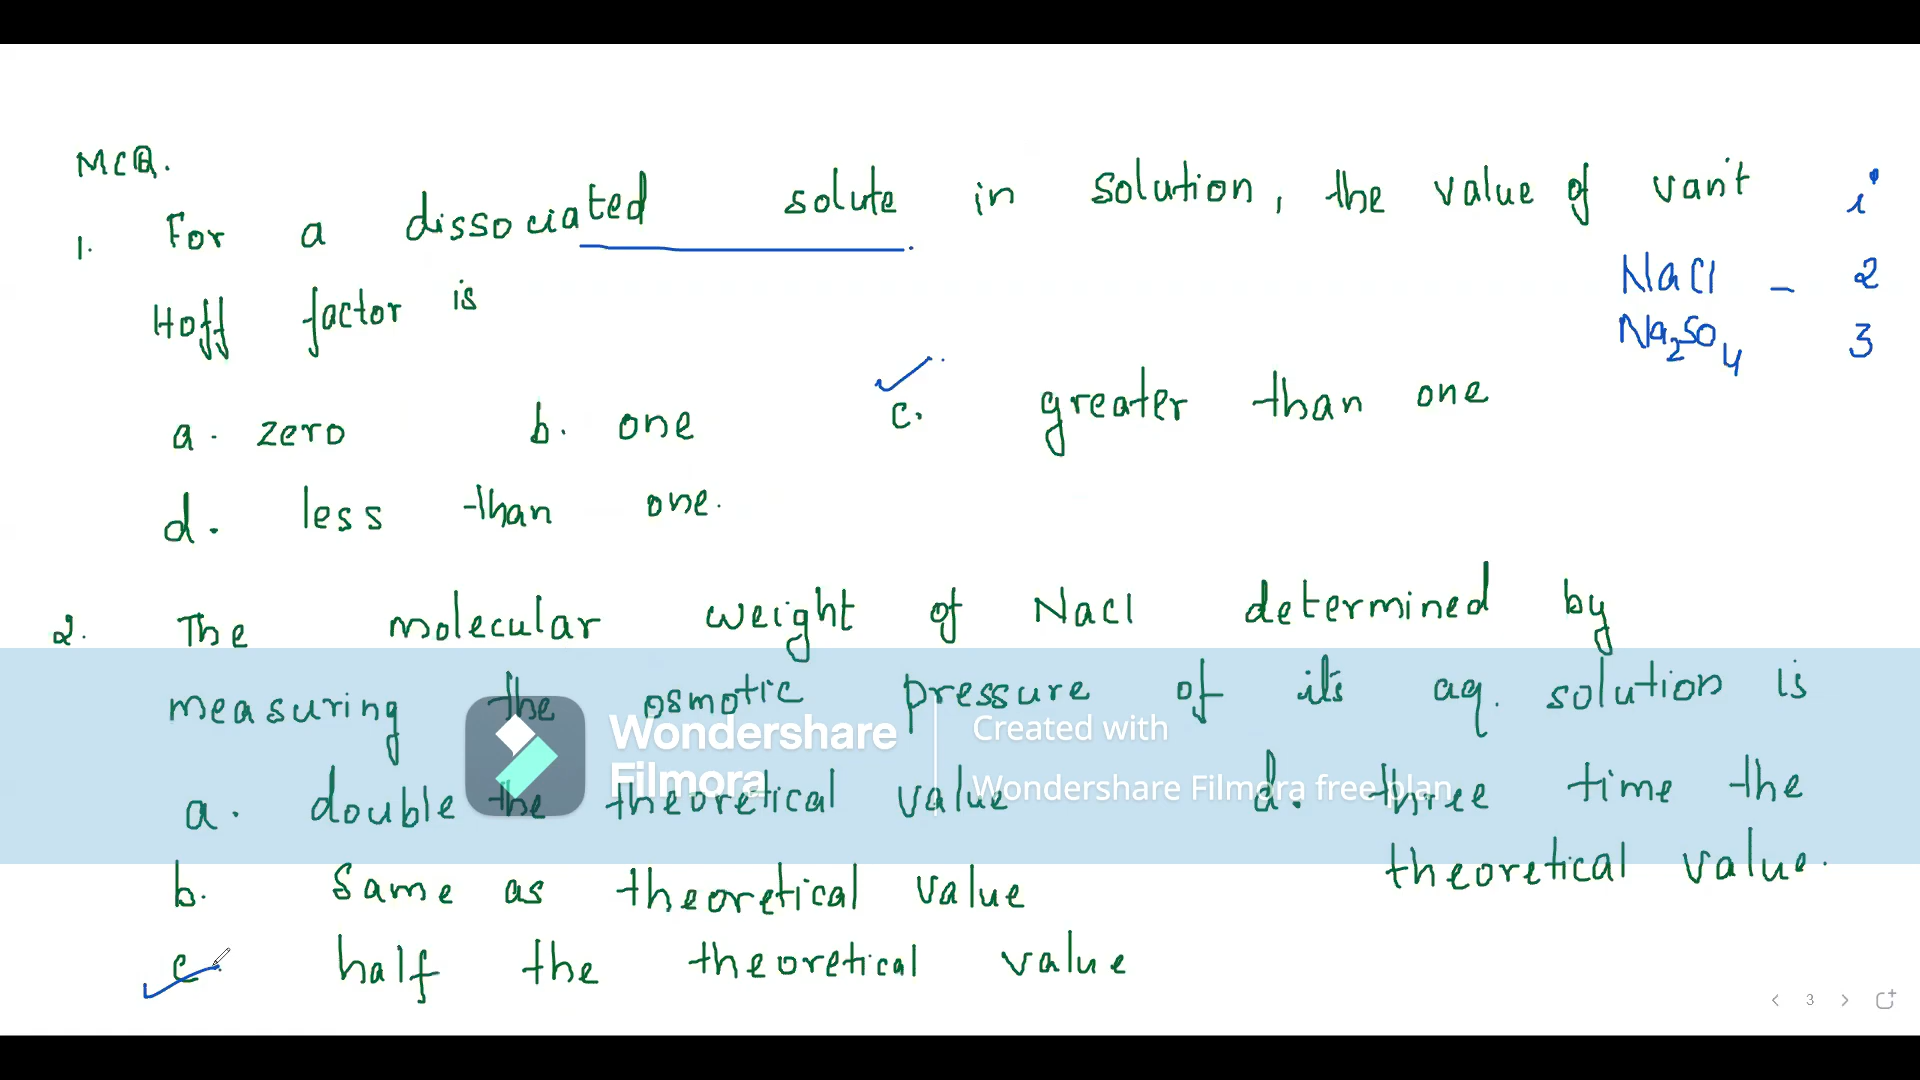 MCQ.
1. For a dissociated solute in solution, the value of van't i
Hoff factor is NaCl - 2
Na2SO4 3
a. zero b. one c. greater than one
d. less than one.
2. The molecular weight of NaCl determined by
measuring the osmotic pressure of its aq. solution is
Wondershare Filmora
Created with
Wondershare Filmora free plan
a. double the theoretical value d. three time the
theoretical value.
b. Same as theoretical value
c half the theoretical value
3